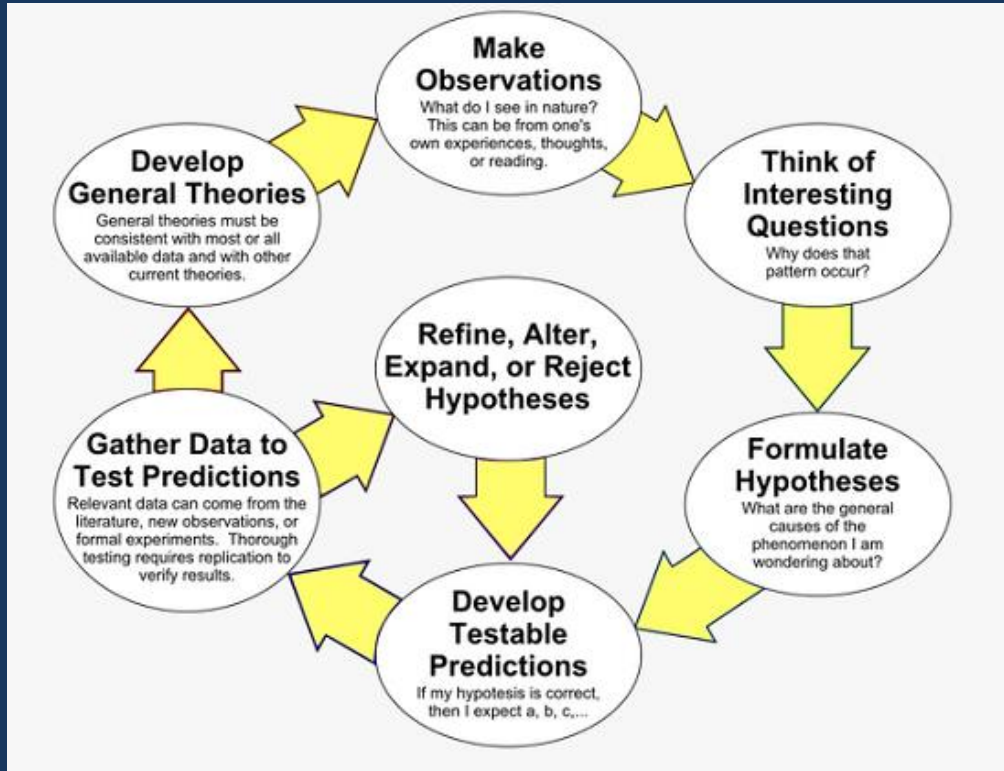 Make
Observations
What do I see in nature?
This can be from one's
own experiences, thoughts,
or reading.
Think of
Interesting
Questions
Why does that
pattern occur?
Formulate
Hypotheses
What are the general
causes of the
phenomenon I am
wondering about?
Develop
Testable
Predictions
If my hypotesis is correct,
then I expect a, b, c,...
Gather Data to
Test Predictions
Relevant data can come from the
literature, new observations, or
formal experiments. Thorough
testing requires replication to
verify results.
Refine, Alter,
Expand, or Reject
Hypotheses
Develop
General Theories
General theories must be
consistent with most or all
available data and with other
current theories.